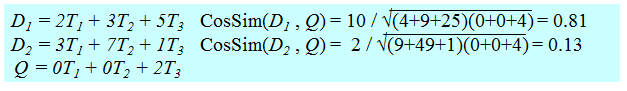 D₁ = 2T₁ + 3T₂ + 5T₃ CosSim(D₁ , Q) = 10 / √(4+9+25)(0+0+4) = 0.81
D₂ = 3T₁ + 7T₂ + 1T₃ CosSim(D₂ , Q) = 2 / √(9+49+1)(0+0+4) = 0.13
Q = 0T₁ + 0T₂ + 2T₃